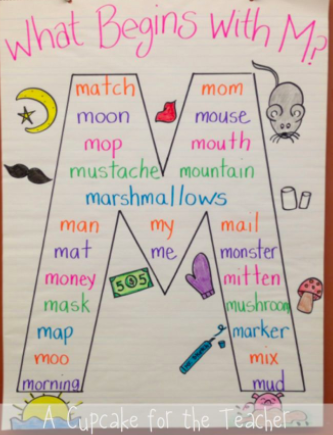 What Begins With M?
match mom
moon mouse
mop mouth
mustache mountain
marshmallows
man my mail
mat me monster
money mitten
mask mushroom
map marker
moo mix
morning mud
$ 5
A Cupcake for the Teacher